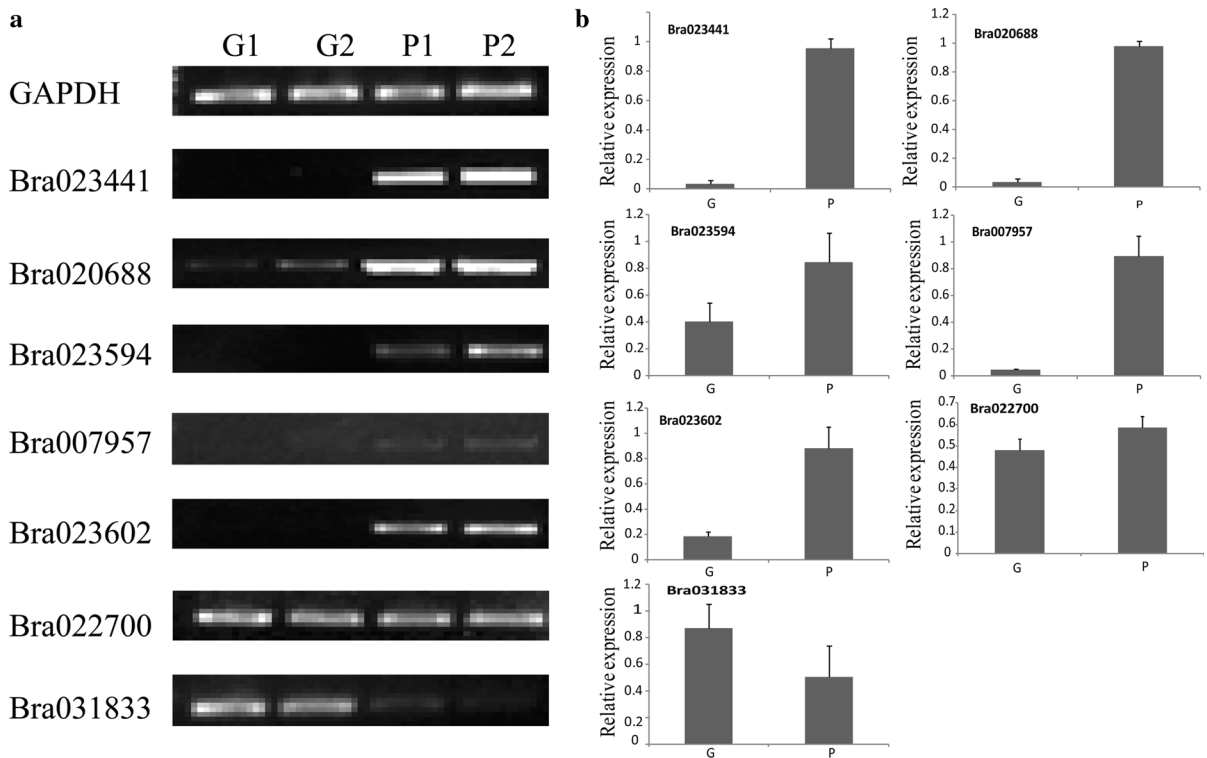 a
G1 G2 P1 P2
GAPDH
Bra023441
Bra020688
Bra023594
Bra007957
Bra023602
Bra022700
Bra031833
b
Bra023441
Relative expression
1.2
1
0.8
0.6
0.4
0.2
0
G P
Bra020688
Relative expression
1.2
1
0.8
0.6
0.4
0.2
0
G P
Bra023594
Relative expression
1.2
1
0.8
0.6
0.4
0.2
0
G P
Bra007957
Relative expression
1.2
1
0.8
0.6
0.4
0.2
0
G P
Bra023602
Relative expression
1.2
1
0.8
0.6
0.4
0.2
0
G P
Bra022700
Relative expression
0.7
0.6
0.5
0.4
0.3
0.2
0.1
0
G P
Bra031833
Relative expression
1.2
1
0.8
0.6
0.4
0.2
0
G P